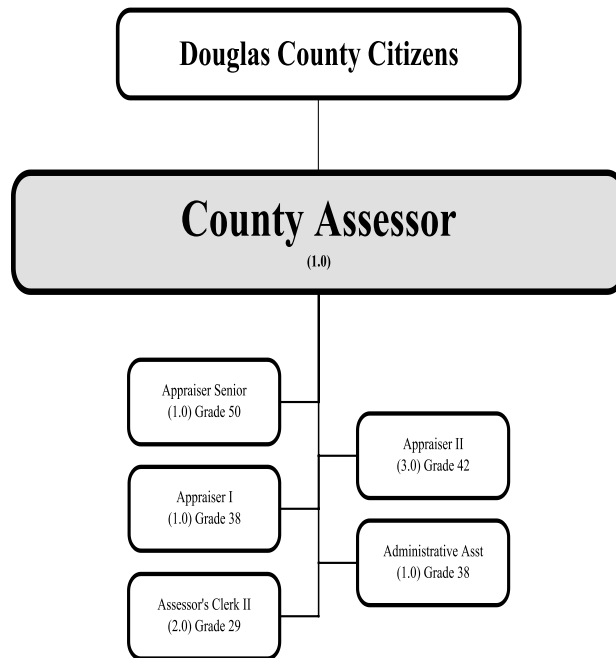 Douglas County Citizens
County Assessor
(1.0)
Appraiser Senior
(1.0) Grade 50
Appraiser II
(3.0) Grade 42
Appraiser I
(1.0) Grade 38
Administrative Asst
(1.0) Grade 38
Assessor's Clerk II
(2.0) Grade 29